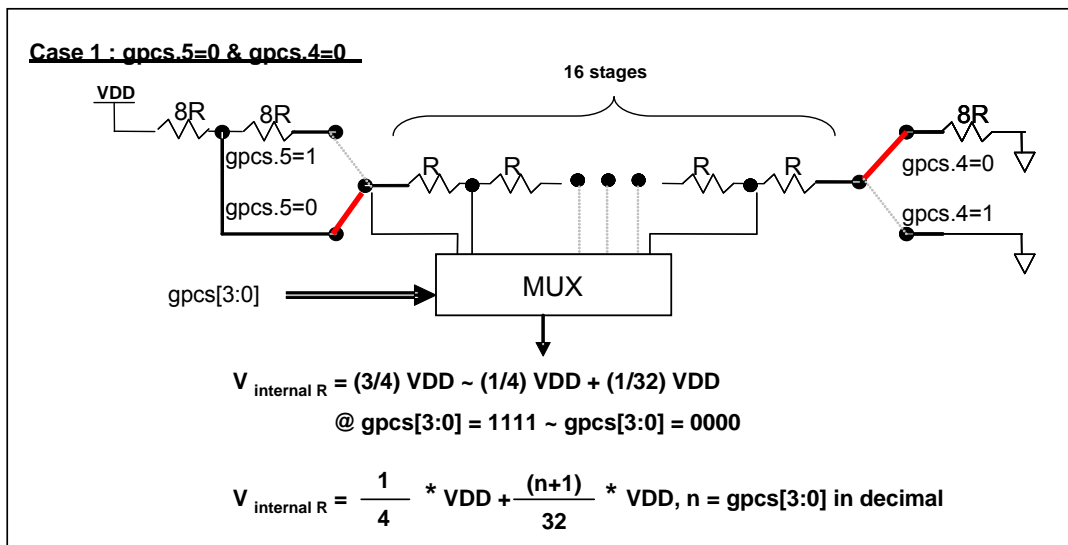 Case 1 : gpcs.5=0 & gpcs.4=0
16 stages
VDD
8R
8R
8R
gpcs.5=1
R
R
R
R
gpcs.4=0
gpcs.5=0
gpcs.4=1
MUX
gpcs[3:0]
V internal R = (3/4) VDD ~ (1/4) VDD + (1/32) VDD
@ gpcs[3:0] = 1111 ~ gpcs[3:0] = 0000
V internal R = 1/4 * VDD + (n+1)/32 * VDD, n = gpcs[3:0] in decimal